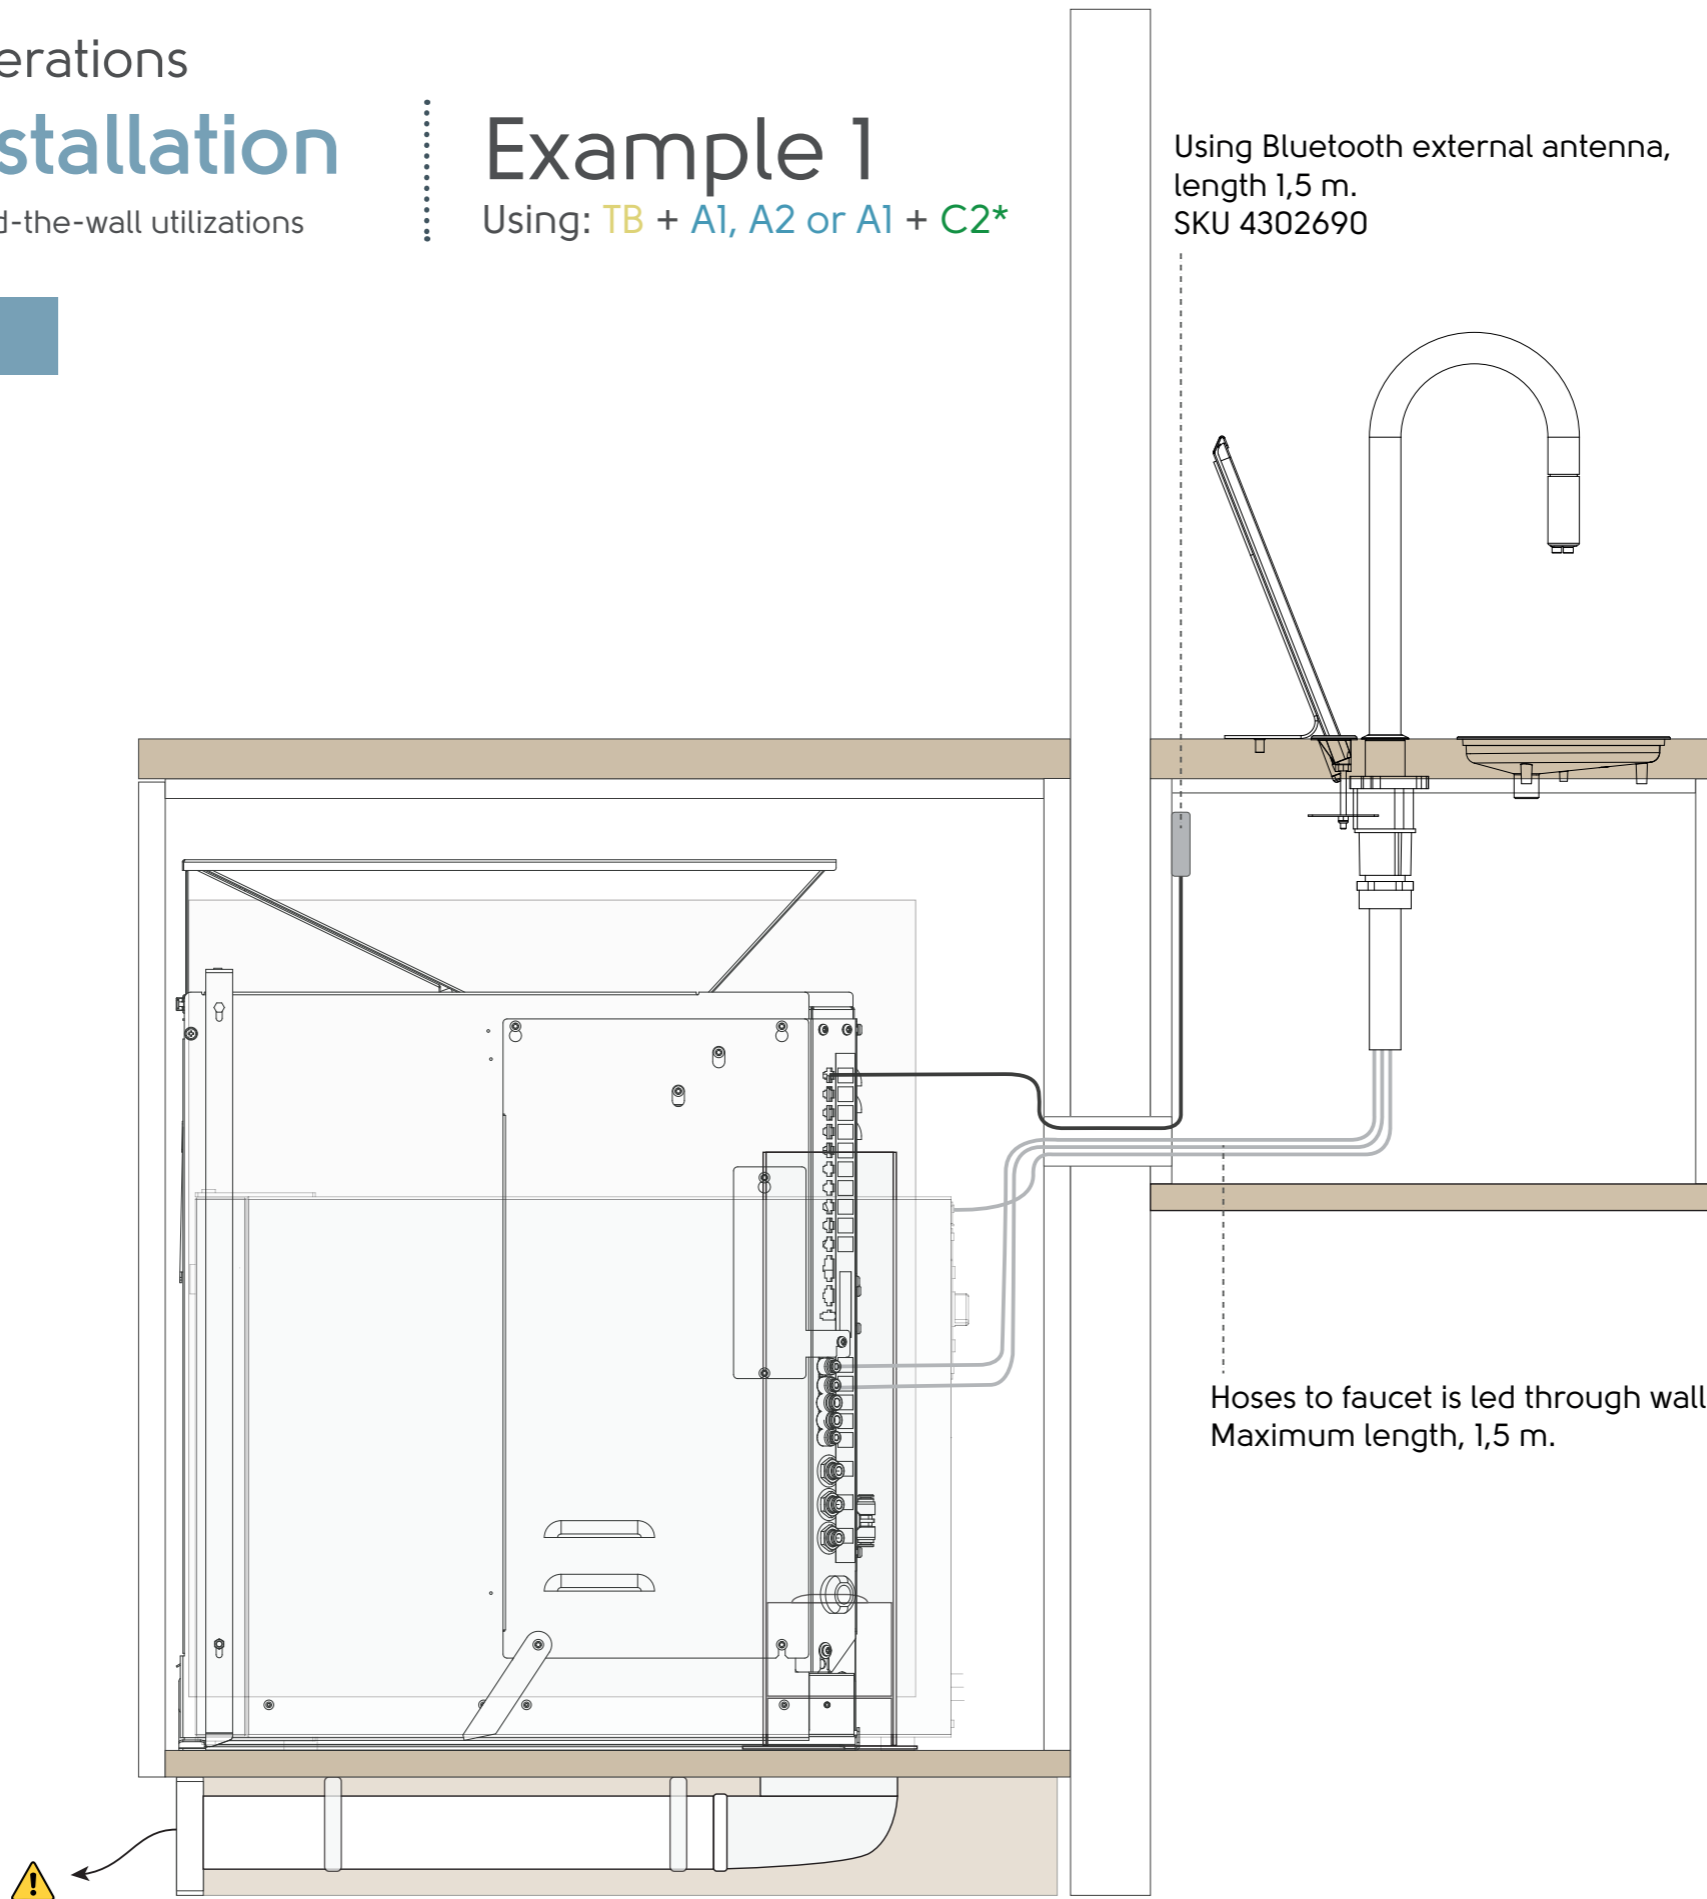 erations
stallation
d-the-wall utilizations
Example 1
Using: TB + A1, A2 or A1 + C2*
Using Bluetooth external antenna,
length 1,5 m.
SKU 4302690
Hoses to faucet is led through wall
Maximum length, 1,5 m.